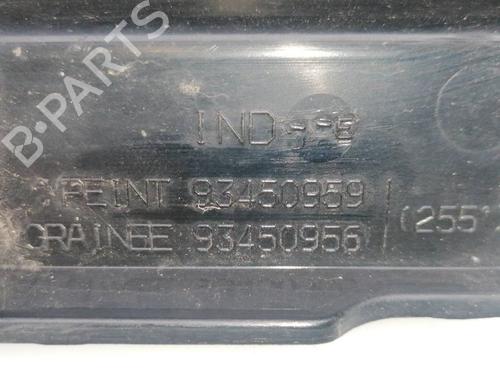 B-PARTS
IND
PEINT 93450959
GRAINEE 93450956
(255